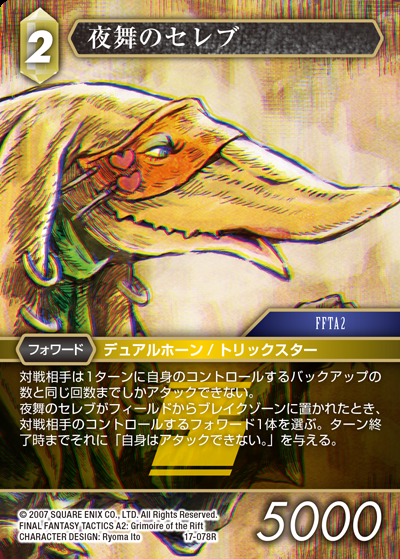 2
夜舞のセレブ
FFTA2
フォワード
デュアルホーン / トリックスター
対戦相手は1ターンに自身のコントロールするバックアップの
数と同じ回数までしかアタックできない。
夜舞のセレブがフィールドからブレイクゾーンに置かれたとき、
対戦相手のコントロールするフォワード1体を選ぶ。ターン終
了時までそれに「自身はアタックできない。」を与える。
© 2007 SQUARE ENIX CO., LTD. All Rights Reserved.
FINAL FANTASY TACTICS A2: Grimoire of the Rift
CHARACTER DESIGN: Ryoma Ito
17-078R
5000